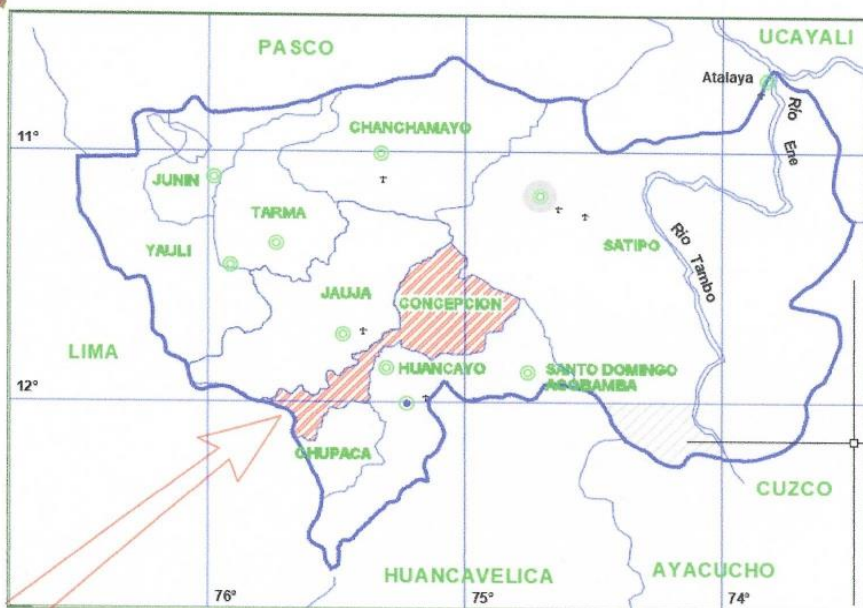 PASCO
UCAYALI
Atalaya
Río Ene
11°
CHANCHAMAYO
JUNIN
TARMA
YAULI
SATIPO
Río Tambo
JAUJA
CONCEPCION
LIMA
HUANCAYO
SANTO DOMINGO
ACOBAMBA
12°
CHUPACA
CUZCO
HUANCAVELICA
AYACUCHO
76°
75°
74°